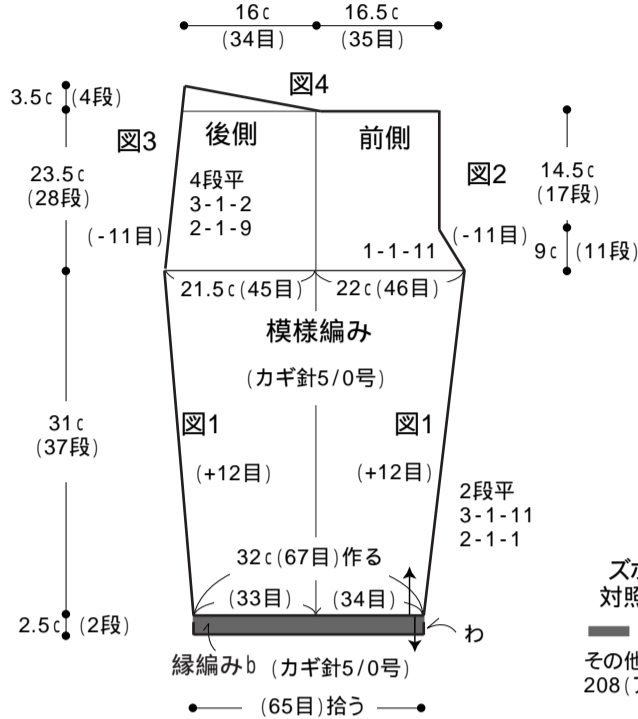 16c 16.5c
(34目) (35目)
図4
3.5c (4段)
図3 後側 前側
23.5c
(28段)
4段平
3-1-2
2-1-9
図2 14.5c
(17段)
(-11目) 1-1-11 (-11目) 9c (11段)
21.5c(45目) 22c(46目)
模様編み
(カギ針5/0号)
31c
(37段)
図1 図1
(+12目) (+12目)
2段平
3-1-11
2-1-1
32c(67目)作る
(33目) (34目)
2.5c (2段)
わ
縁編みb (カギ針5/0号)
(65目)拾う
対照
その他
208(